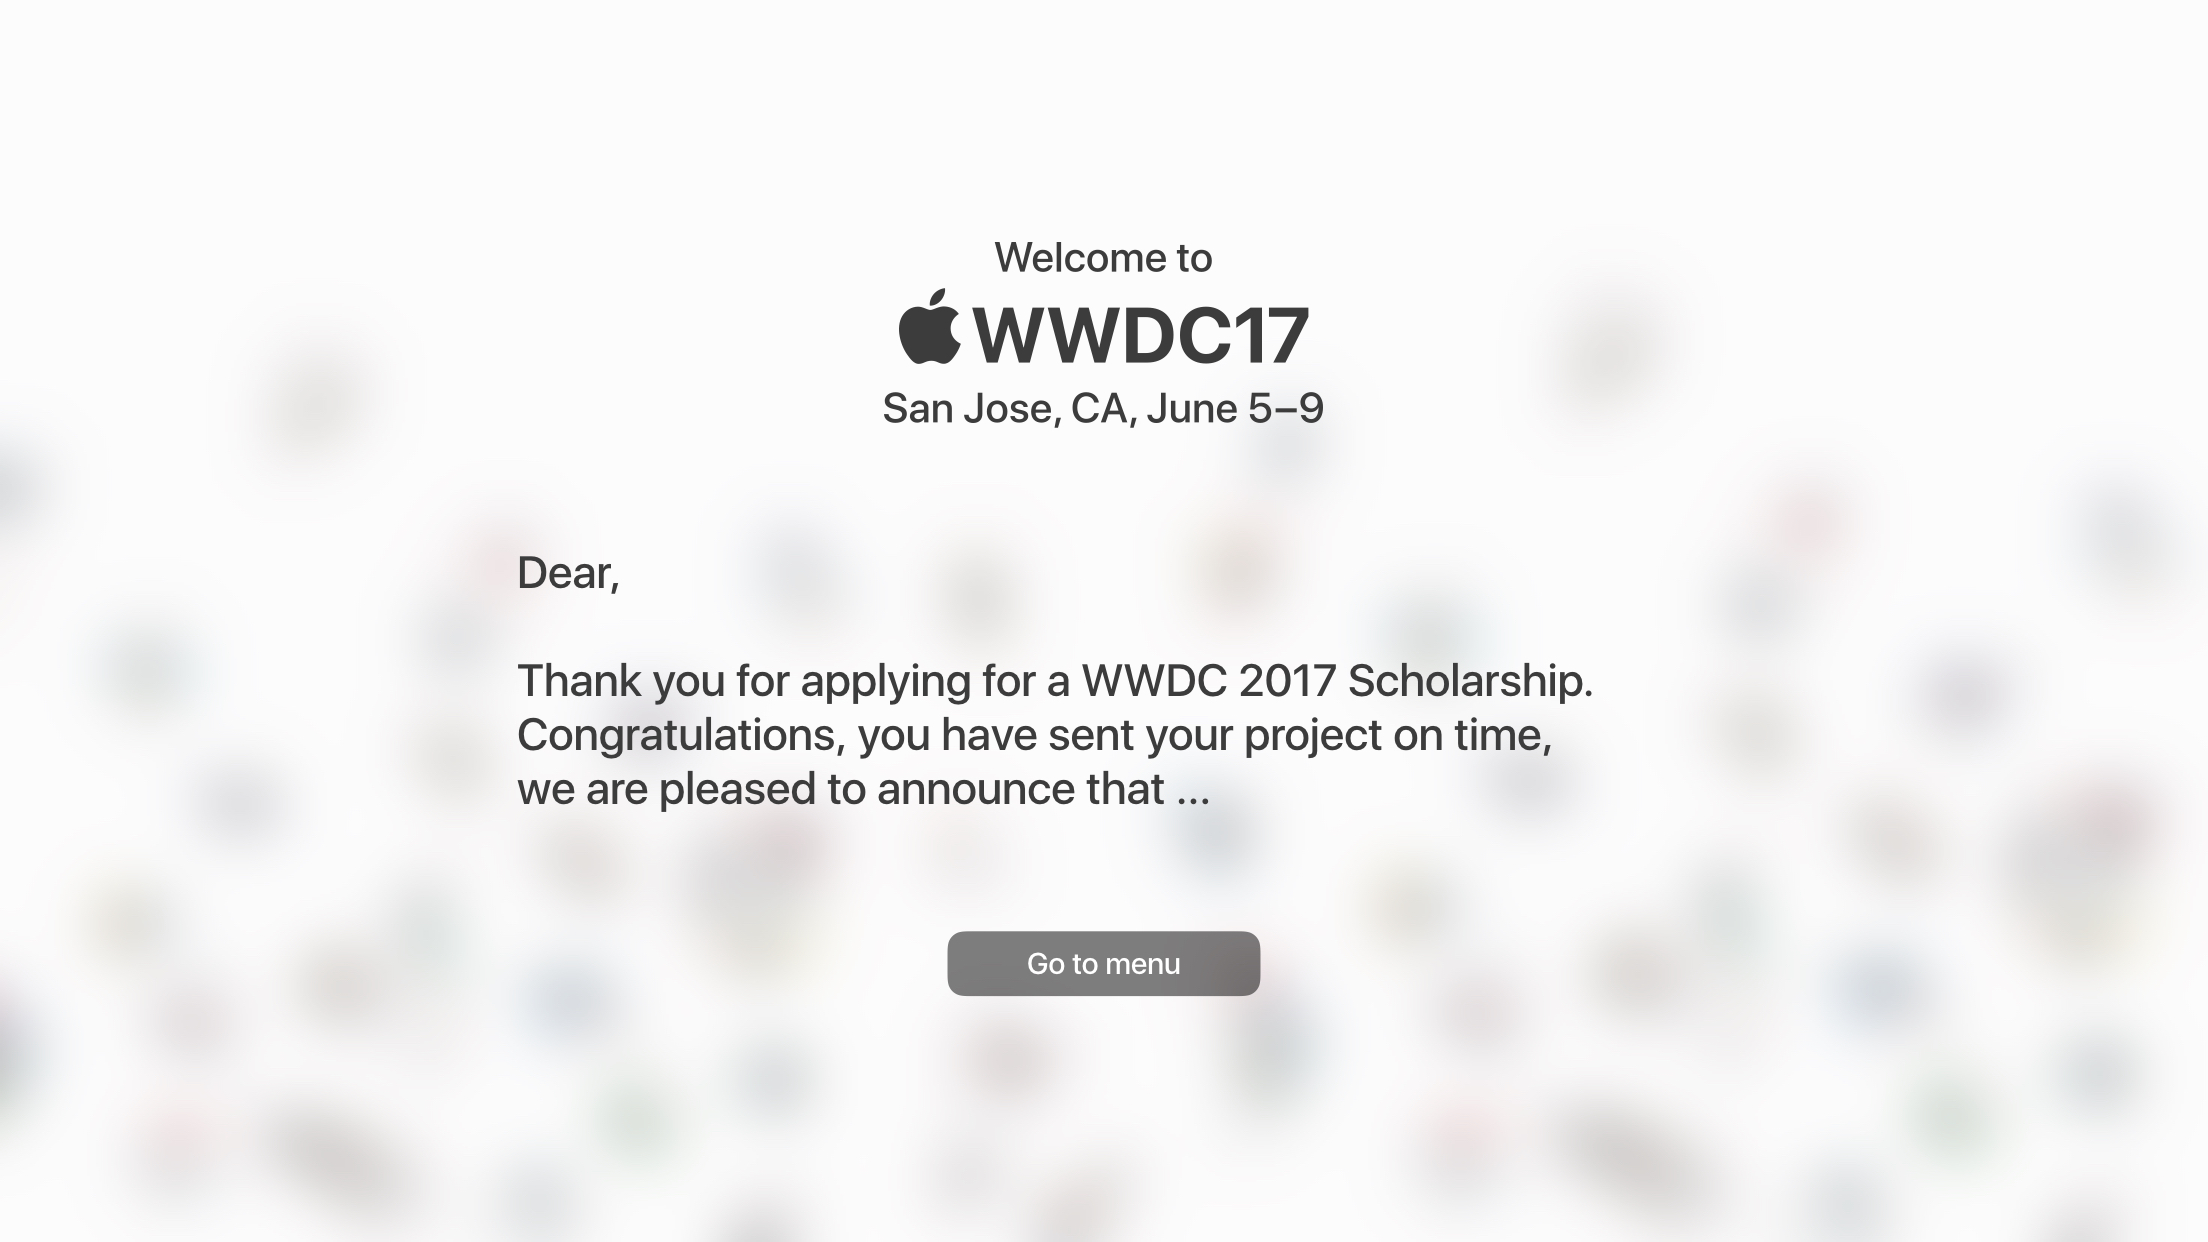 Welcome to
WWDC17
San Jose, CA, June 5–9
Dear,
Thank you for applying for a WWDC 2017 Scholarship.
Congratulations, you have sent your project on time,
we are pleased to announce that ...
Go to menu